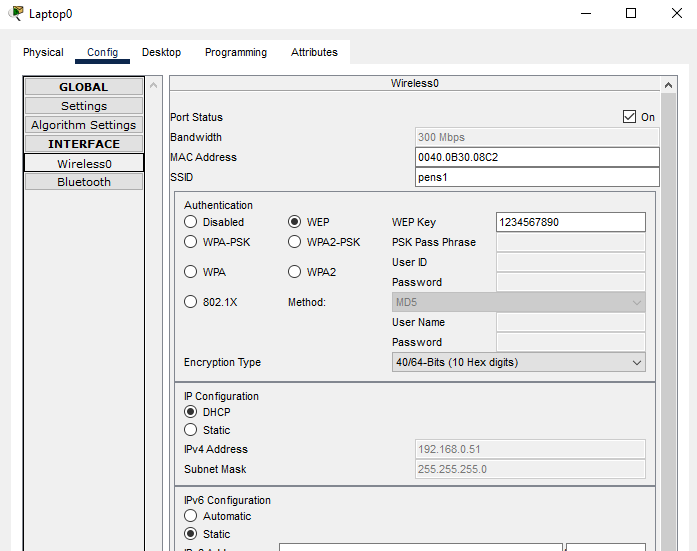 Laptop0
Physical Config Desktop Programming Attributes
GLOBAL
Settings
Algorithm Settings
INTERFACE
Wireless0
Bluetooth
Wireless0
Port Status On
Bandwidth 300 Mbps
MAC Address 0040.0B30.08C2
SSID pens1
Authentication
Disabled WEP WEP Key 1234567890
WPA-PSK WPA2-PSK PSK Pass Phrase
User ID
WPA WPA2
Password
802.1X Method: MD5
User Name
Password
Encryption Type 40/64-Bits (10 Hex digits)
IP Configuration
DHCP
Static
IPv4 Address 192.168.0.51
Subnet Mask 255.255.255.0
IPv6 Configuration
Automatic
Static